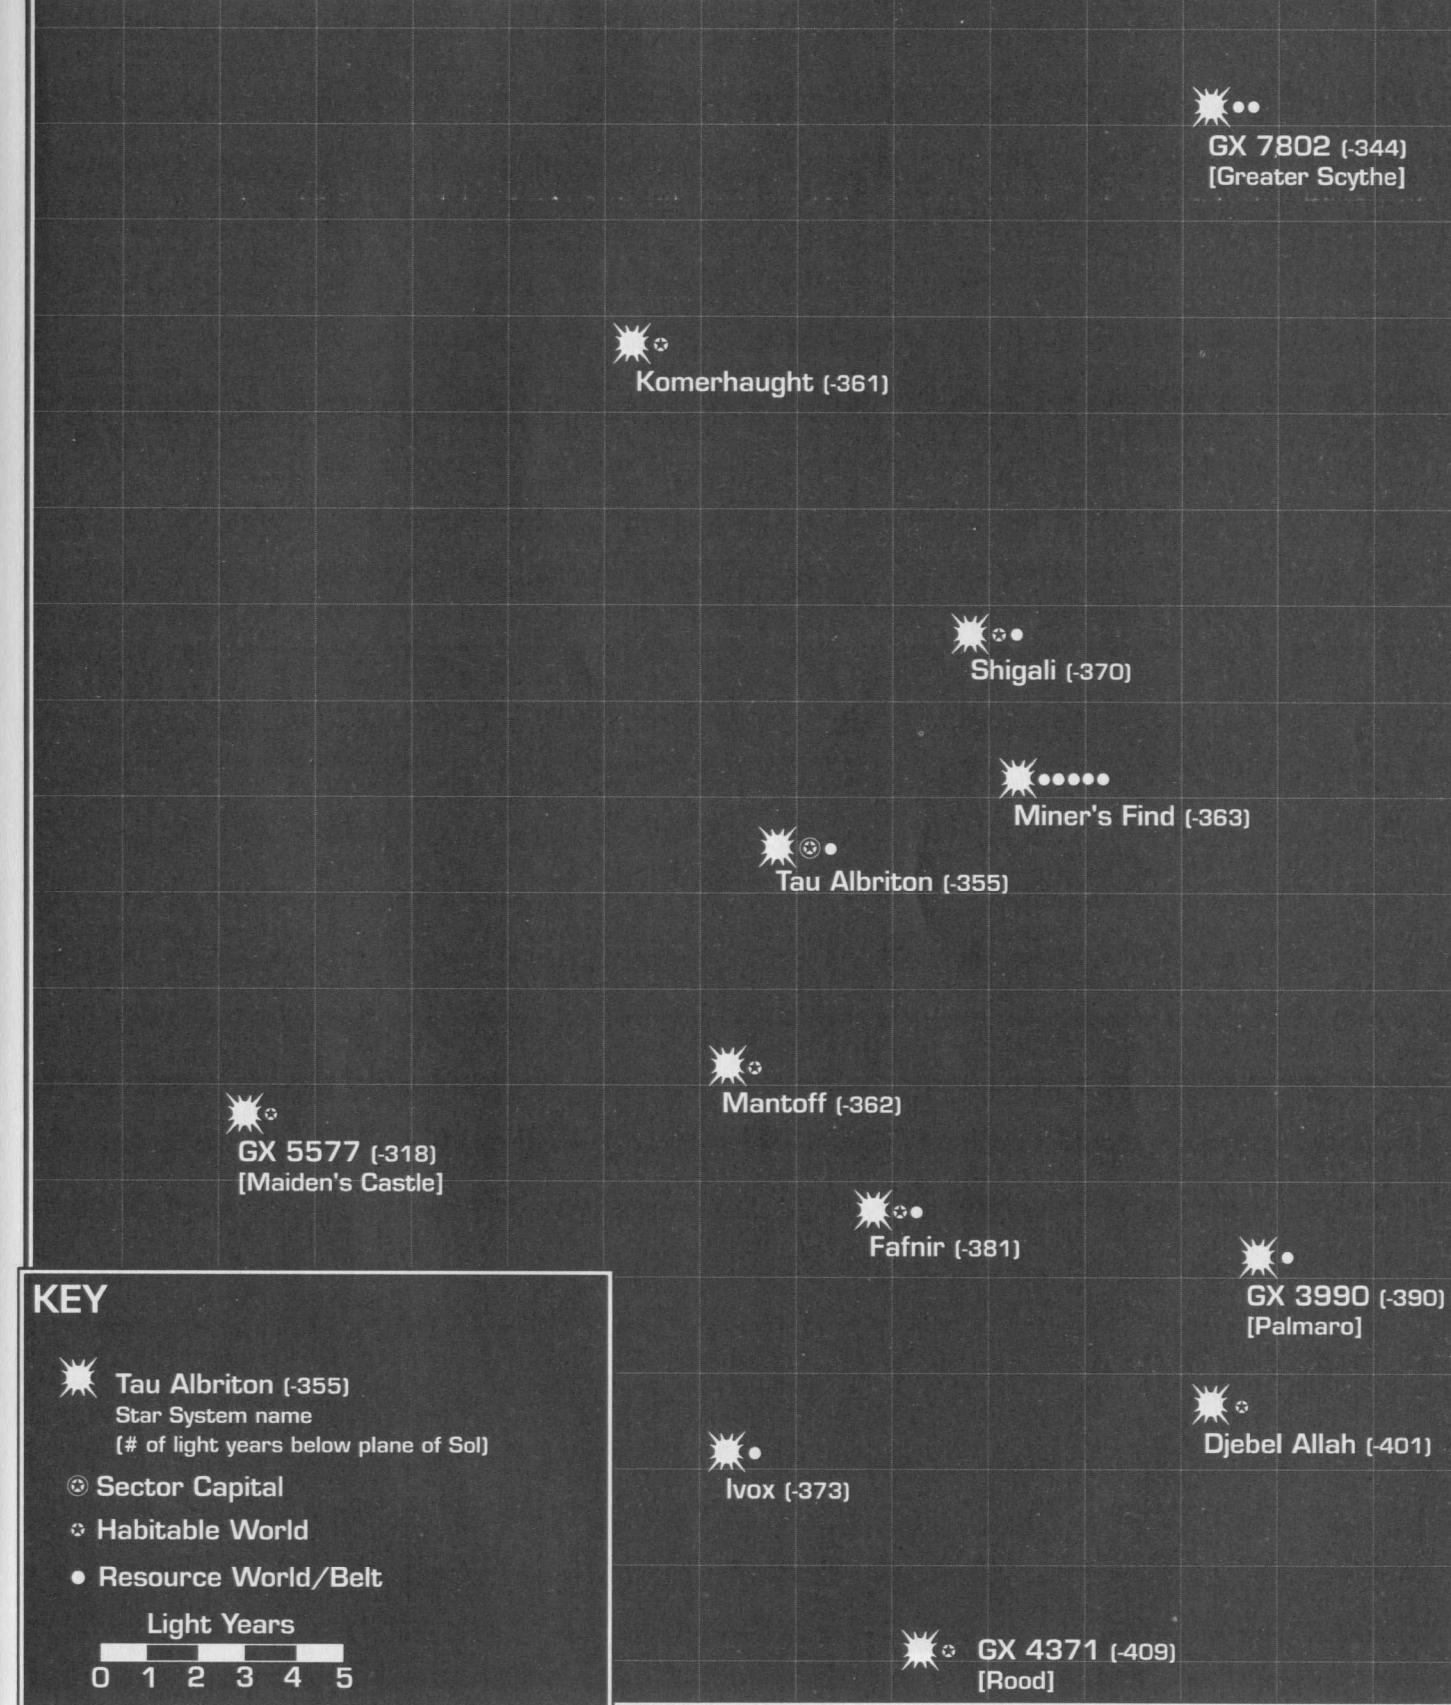 GX 7802 (-344)
[Greater Scythe]
Komerhaught (-361)
Shigali (-370)
Miner's Find (-363)
Tau Albriton (-355)
Mantoff (-362)
GX 5577 (-318)
[Maiden's Castle]
Fafnir (-381)
GX 3990 (-390)
[Palmaro]
Djebel Allah (-401)
Ivox (-373)
GX 4371 (-409)
[Rood]
KEY
Tau Albriton (-355)
Star System name
(# of light years below plane of Sol)
Sector Capital
Habitable World
Resource World/Belt
Light Years
0 1 2 3 4 5